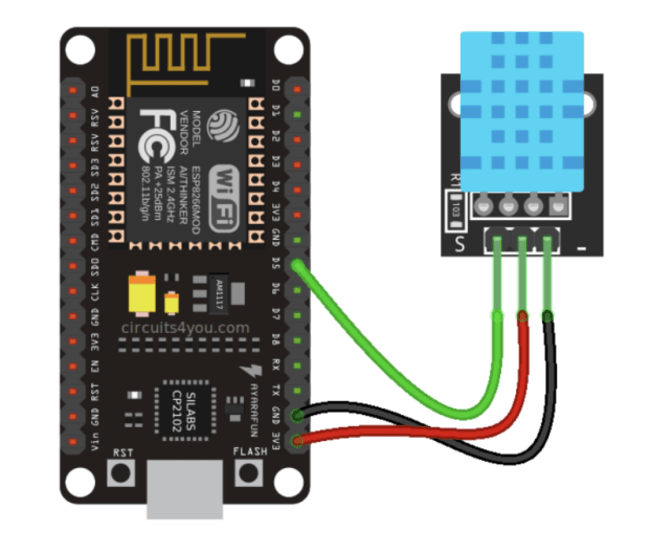 A0
RSV
RSV
SD3
SD2
SD1
CMD
SD0
CLK
GND
3V3
EN
RST
GND
Vin
D0
D1
D2
D3
D4
3V3
GND
D5
D6
D7
D8
RX
TX
GND
3V3
MODEL
VENDOR
ESP8266MOD
AI/THINKER
ISM 2.4GHz
PA +25dBm
802.11b/g/n
FC
Wi Fi
AM1117
circuits4you.com
SILABS
CP2102
AYARAFUN
RST
FLASH
103
S
-